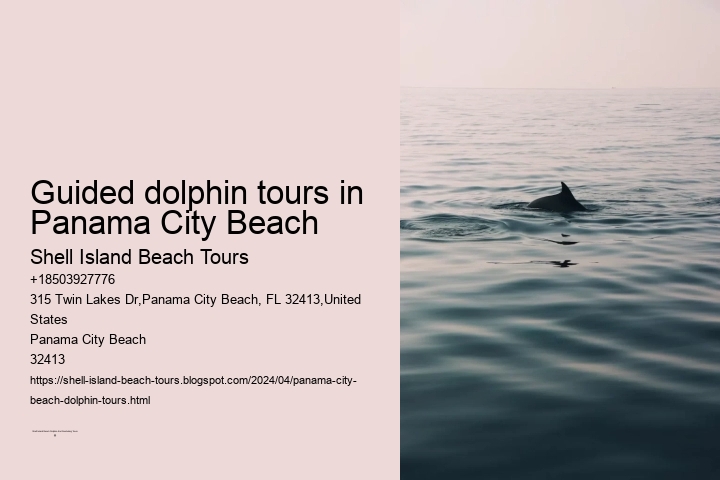 Guided dolphin tours in
Panama City Beach
Shell Island Beach Tours
+18503927776
315 Twin Lakes Dr,Panama City Beach, FL 32413,United
States
Panama City Beach
32413
https://shell-island-beach-tours.blogspot.com/2024/04/panama-city-
beach-dolphin-tours.html